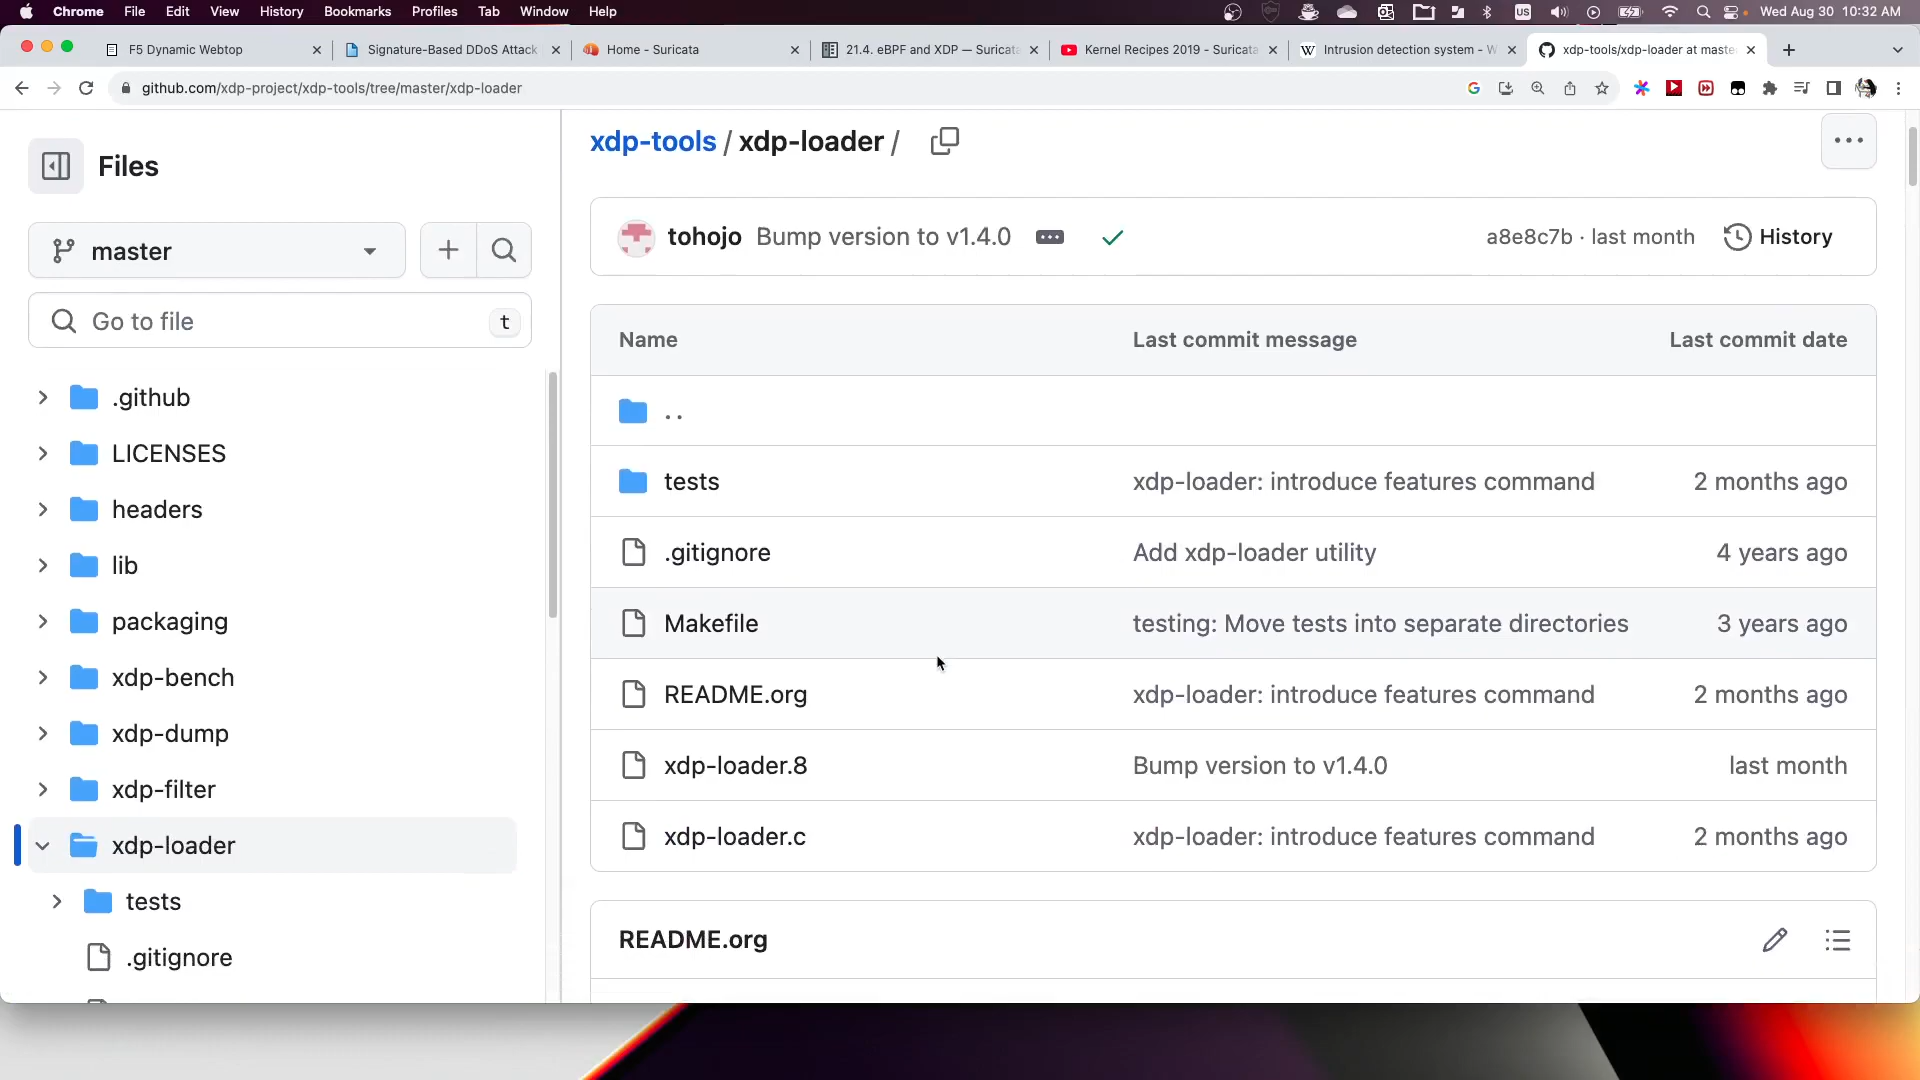 Chrome File Edit View History Bookmarks Profiles Tab Window Help US Wed Aug 30 10:32 AM
F5 Dynamic Webtop
Signature-Based DDoS Attack
Home - Suricata
21.4. eBPF and XDP — Suricata
Kernel Recipes 2019 - Suricata
W Intrusion detection system - W
xdp-tools/xdp-loader at maste
github.com/xdp-project/xdp-tools/tree/master/xdp-loader
Files
master
Go to file t
.github
LICENSES
headers
lib
packaging
xdp-bench
xdp-dump
xdp-filter
xdp-loader
tests
.gitignore
xdp-tools / xdp-loader /
tohojo Bump version to v1.4.0 a8e8c7b · last month History
Name Last commit message Last commit date
..
tests xdp-loader: introduce features command 2 months ago
.gitignore Add xdp-loader utility 4 years ago
Makefile testing: Move tests into separate directories 3 years ago
README.org xdp-loader: introduce features command 2 months ago
xdp-loader.8 Bump version to v1.4.0 last month
xdp-loader.c xdp-loader: introduce features command 2 months ago
README.org